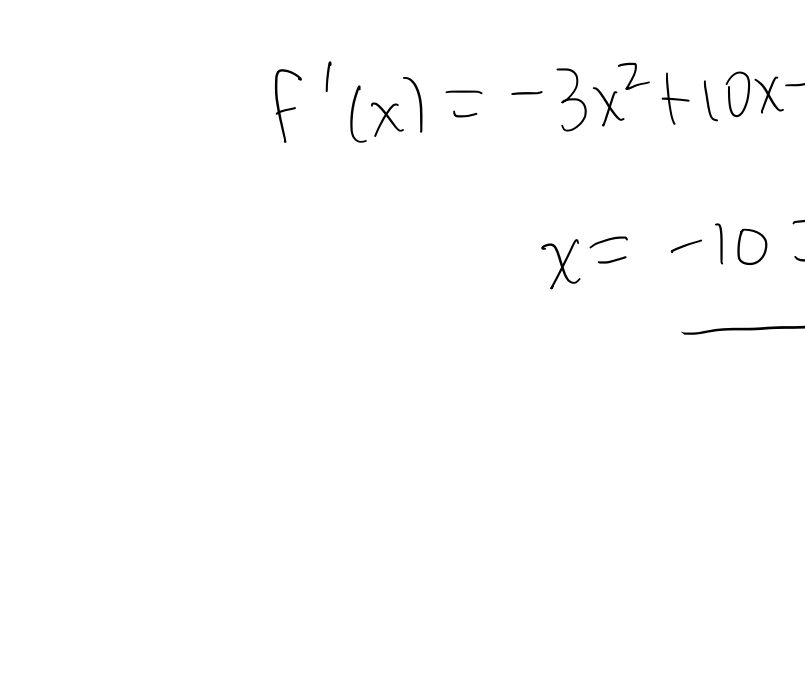 f'(x) = -3x²+10x-
x = -10